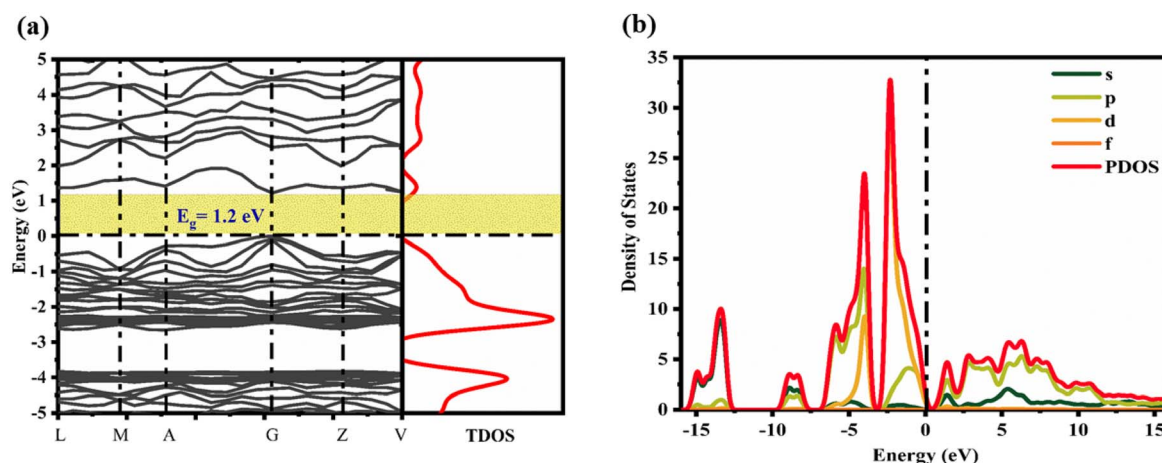 (a)
5
4
3
2
1
0
-1
-2
-3
-4
-5
Energy (eV)
E_g= 1.2 eV
L M A G Z V
TDOS
(b)
35
30
25
20
15
10
5
0
Density of States
s
p
d
f
PDOS
-15 -10 -5 0 5 10 15
Energy (eV)